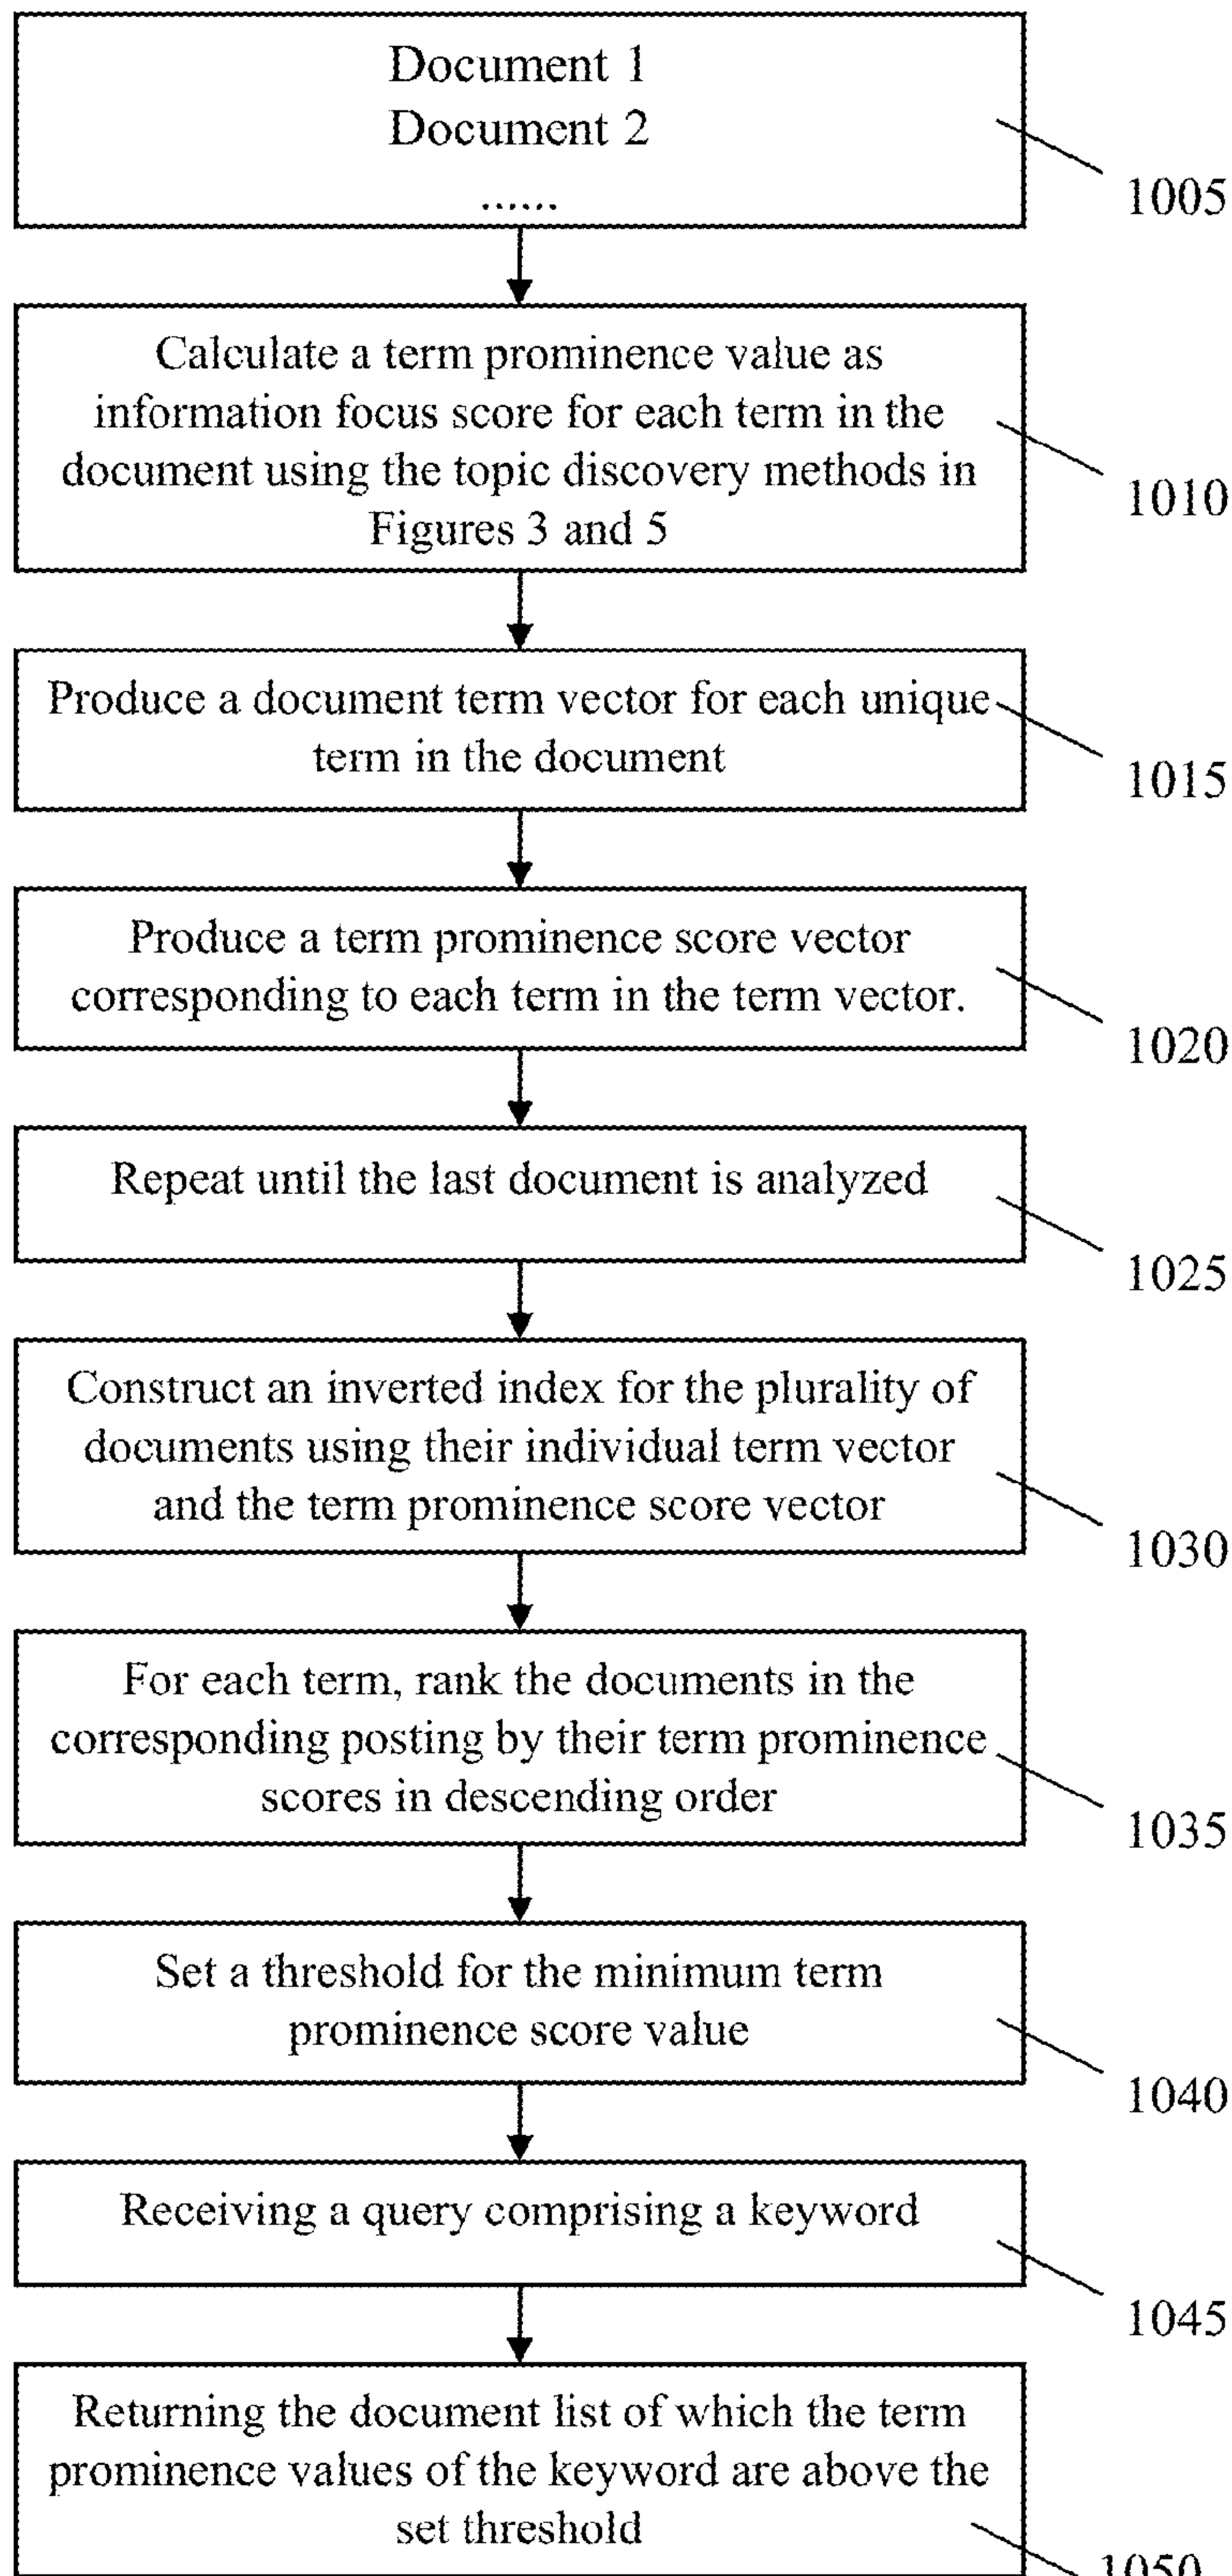 Document 1
Document 2
......
1005
Calculate a term prominence value as
information focus score for each term in the
document using the topic discovery methods in
Figures 3 and 5
1010
Produce a document term vector for each unique
term in the document
1015
Produce a term prominence score vector
corresponding to each term in the term vector.
1020
Repeat until the last document is analyzed
1025
Construct an inverted index for the plurality of
documents using their individual term vector
and the term prominence score vector
1030
For each term, rank the documents in the
corresponding posting by their term prominence
scores in descending order
1035
Set a threshold for the minimum term
prominence score value
1040
Receiving a query comprising a keyword
1045
Returning the document list of which the term
prominence values of the keyword are above the
set threshold
1050